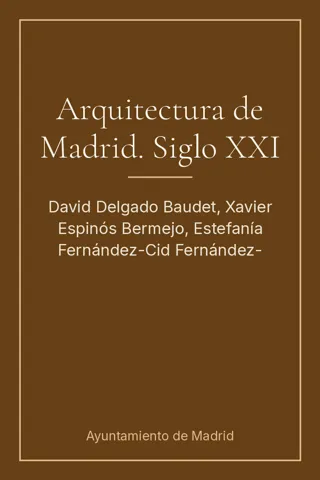 Arquitectura de
Madrid. Siglo XXI
David Delgado Baudet, Xavier
Espinós Bermejo, Estefanía
Fernández-Cid Fernández-
Ayuntamiento de Madrid